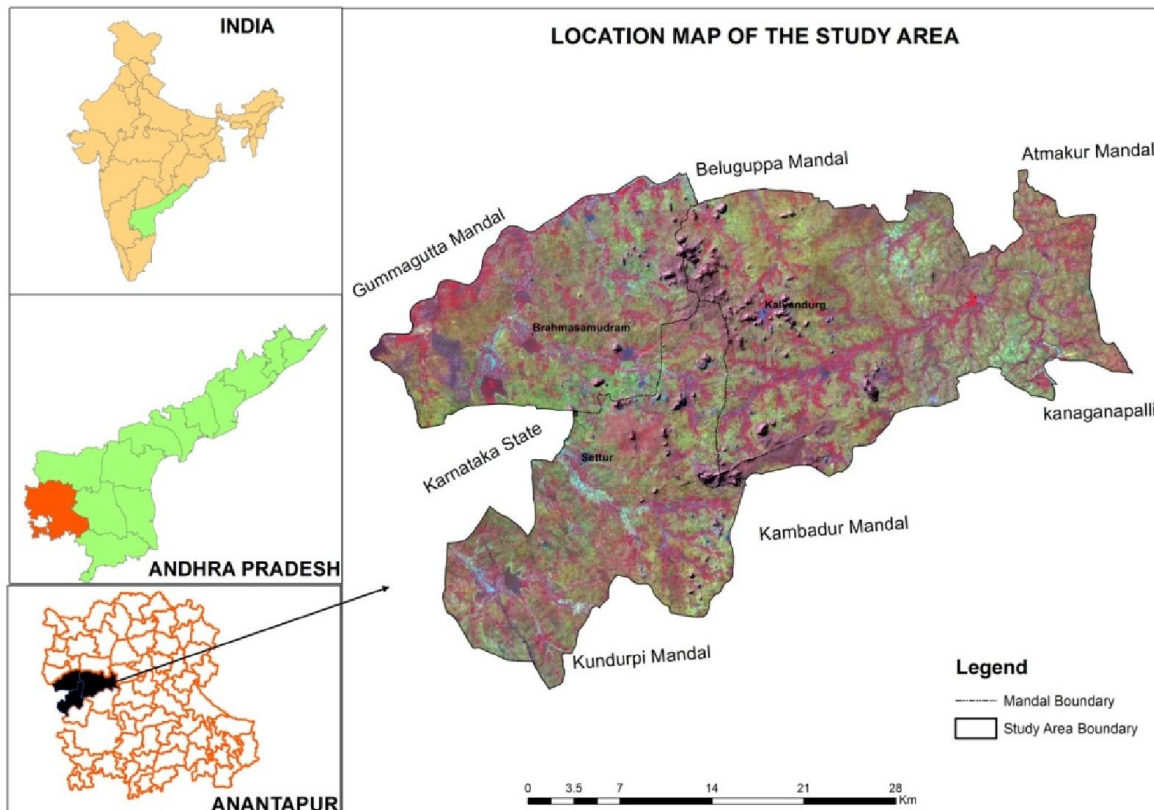 INDIA
ANDHRA PRADESH
ANANTAPUR
LOCATION MAP OF THE STUDY AREA
Beluguppa Mandal
Atmakur Mandal
Gummagutta Mandal
Kalyandurg
Brahmasamudram
kanaganapalli
Karnataka State
Settur
Kambadur Mandal
Kundurpi Mandal
Legend
Mandal Boundary
Study Area Boundary
0 3.5 7 14 21 28
Km